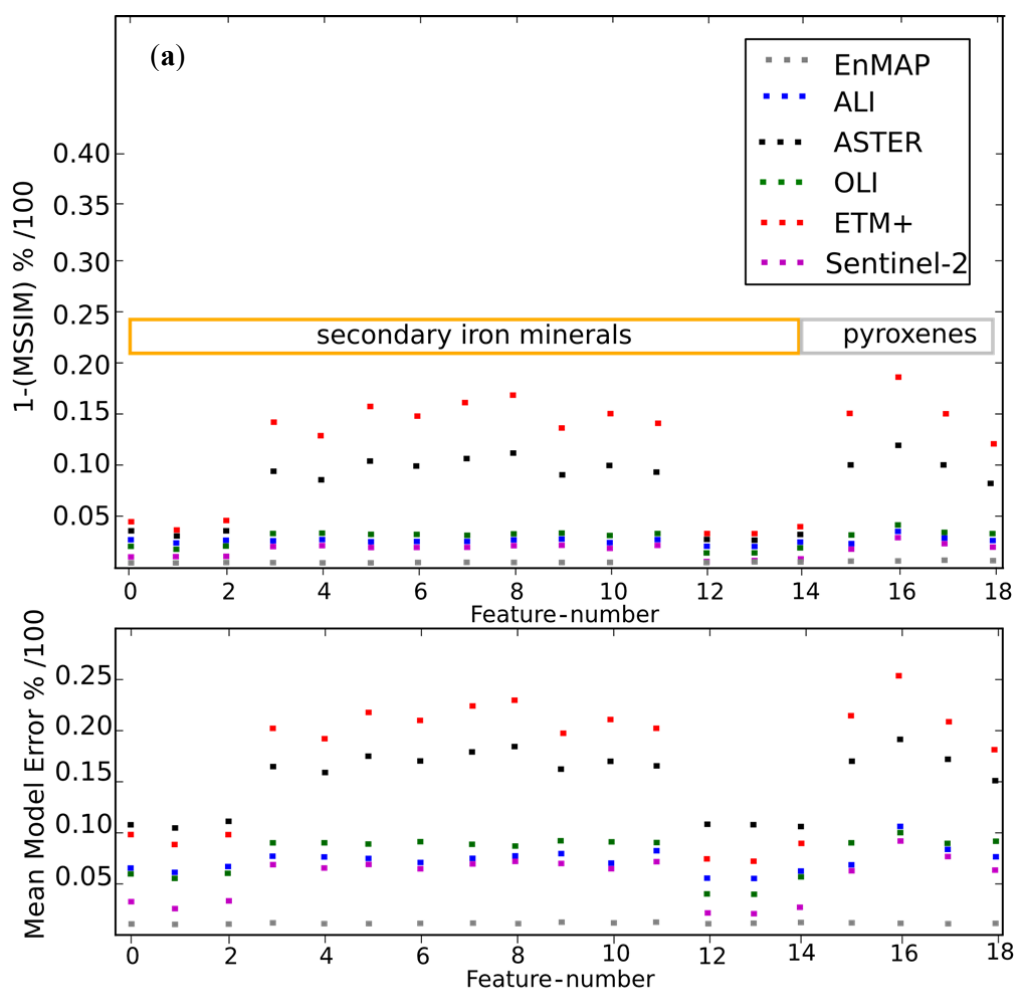 (a)
EnMAP
ALI
ASTER
OLI
ETM+
Sentinel-2
1-(MSSIM) % /100
0.40
0.35
0.30
0.25
0.20
0.15
0.10
0.05
secondary iron minerals
pyroxenes
0 2 4 6 8 10 12 14 16 18
Feature-number
Mean Model Error % /100
0.25
0.20
0.15
0.10
0.05
0 2 4 6 8 10 12 14 16 18
Feature-number